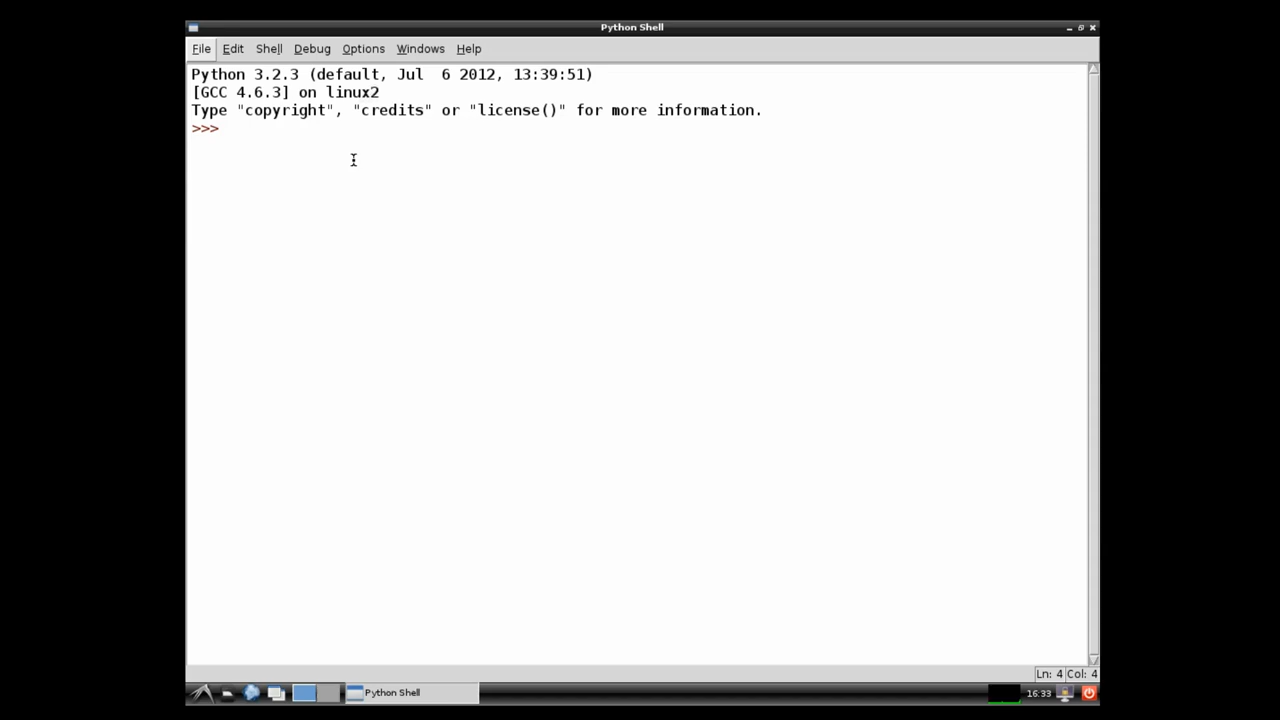 Python Shell
File Edit Shell Debug Options Windows Help
Python 3.2.3 (default, Jul  6 2012, 13:39:51)
[GCC 4.6.3] on linux2
Type "copyright", "credits" or "license()" for more information.
>>>
Ln: 4 Col: 4
Python Shell 16:33